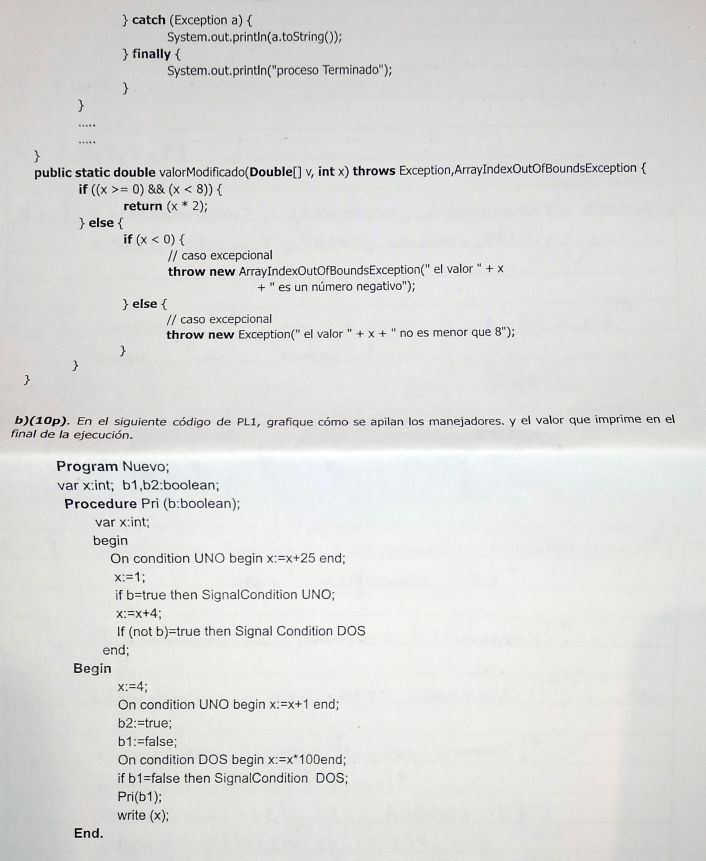 } catch (Exception a) {
System.out.println(a.toString());
} finally {
System.out.println("proceso Terminado");
}
}
.....
.....
}
public static double valorModificado(Double[] v, int x) throws Exception,ArrayIndexOutOfBoundsException {
if ((x >= 0) && (x < 8)) {
return (x * 2);
} else {
if (x < 0) {
// caso excepcional
throw new ArrayIndexOutOfBoundsException(" el valor " + x
+ " es un número negativo");
} else {
// caso excepcional
throw new Exception(" el valor " + x + " no es menor que 8");
}
}
}
b)(10p). En el siguiente código de PL1, grafique cómo se apilan los manejadores. y el valor que imprime en el
final de la ejecución.
Program Nuevo;
var x:int; b1,b2:boolean;
Procedure Pri (b:boolean);
var x:int;
begin
On condition UNO begin x:=x+25 end;
x:=1;
if b=true then SignalCondition UNO;
x:=x+4;
If (not b)=true then Signal Condition DOS
end;
Begin
x:=4;
On condition UNO begin x:=x+1 end;
b2:=true;
b1:=false;
On condition DOS begin x:=x*100end;
if b1=false then SignalCondition DOS;
Pri(b1);
write (x);
End.